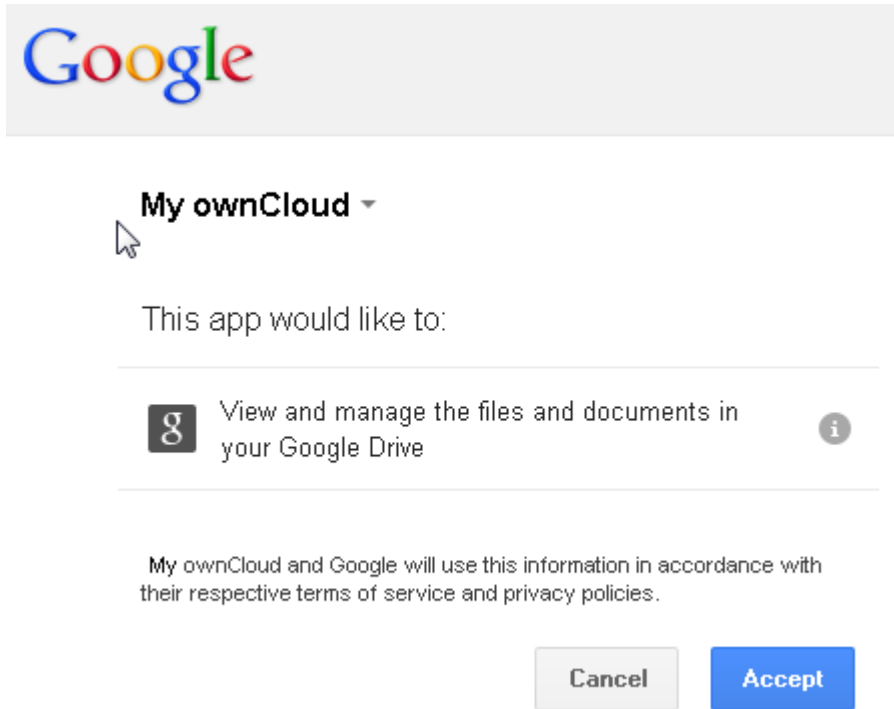 Google
My ownCloud
This app would like to:
g
View and manage the files and documents in
your Google Drive
i
My ownCloud and Google will use this information in accordance with
their respective terms of service and privacy policies.
Cancel
Accept